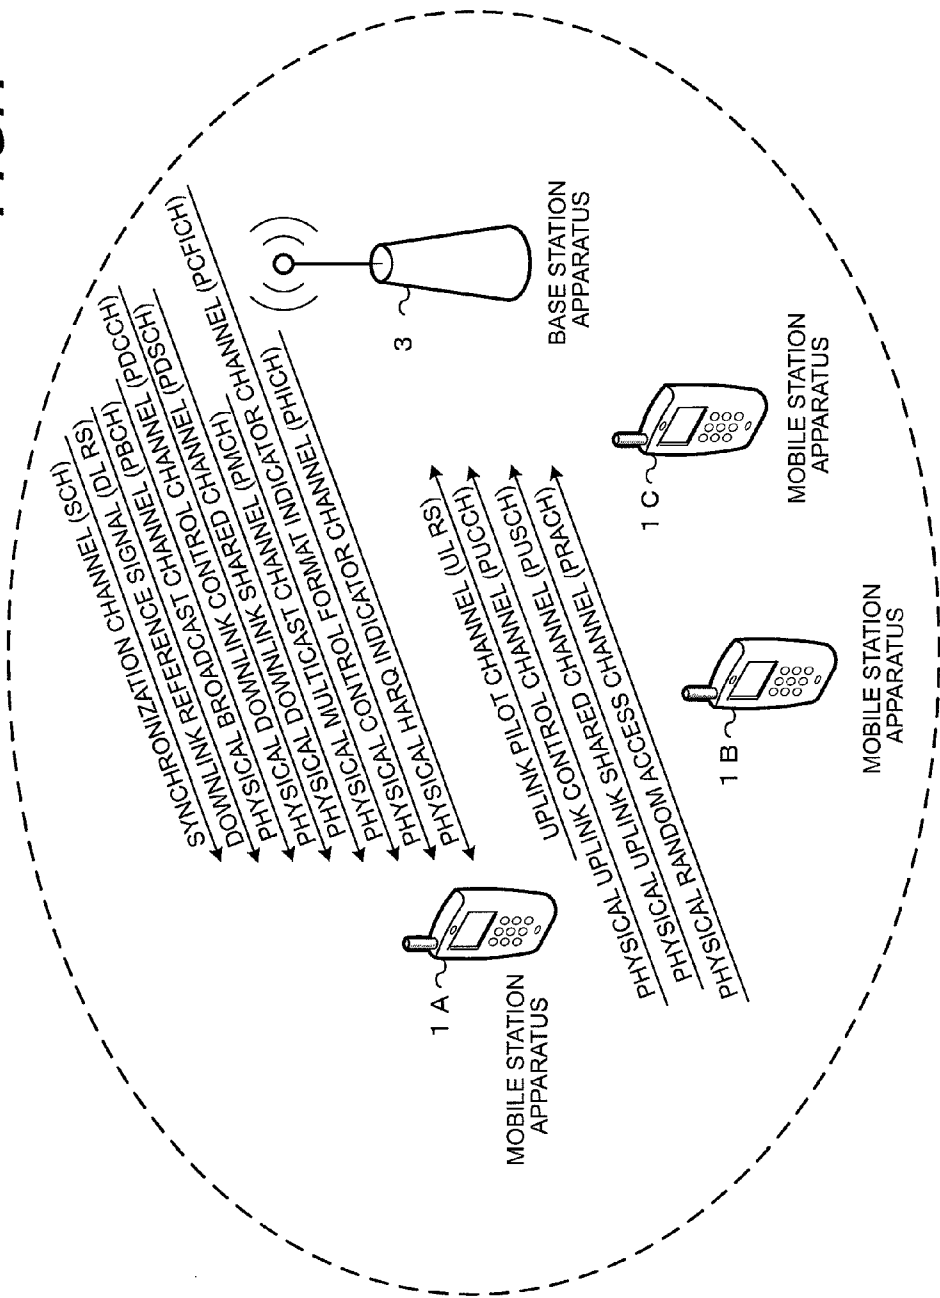 SYNCHRONIZATION CHANNEL (SCH)
DOWNLINK REFERENCE SIGNAL (DL RS)
PHYSICAL BROADCAST CHANNEL (PBCH)
PHYSICAL DOWNLINK CONTROL CHANNEL (PDCCH)
PHYSICAL DOWNLINK SHARED CHANNEL (PDSCH)
PHYSICAL MULTICAST CHANNEL (PMCH)
PHYSICAL CONTROL FORMAT INDICATOR CHANNEL (PCFICH)
PHYSICAL HARQ INDICATOR CHANNEL (PHICH)
3
BASE STATION
APPARATUS
1 A
MOBILE STATION
APPARATUS
UPLINK PILOT CHANNEL (UL RS)
PHYSICAL UPLINK CONTROL CHANNEL (PUCCH)
PHYSICAL UPLINK SHARED CHANNEL (PUSCH)
PHYSICAL RANDOM ACCESS CHANNEL (PRACH)
1 C
MOBILE STATION
APPARATUS
1 B
MOBILE STATION
APPARATUS